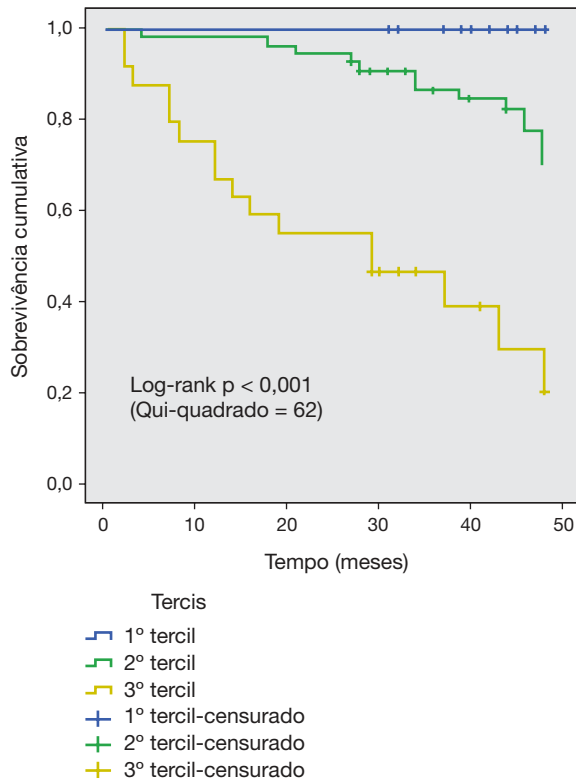 1,0
0,8
0,6
0,4
0,2
0,0
Sobrevivência cumulativa
Log-rank p < 0,001
(Qui-quadrado = 62)
0 10 20 30 40 50
Tempo (meses)
Tercis
1º tercil
2º tercil
3º tercil
1º tercil-censurado
2º tercil-censurado
3º tercil-censurado